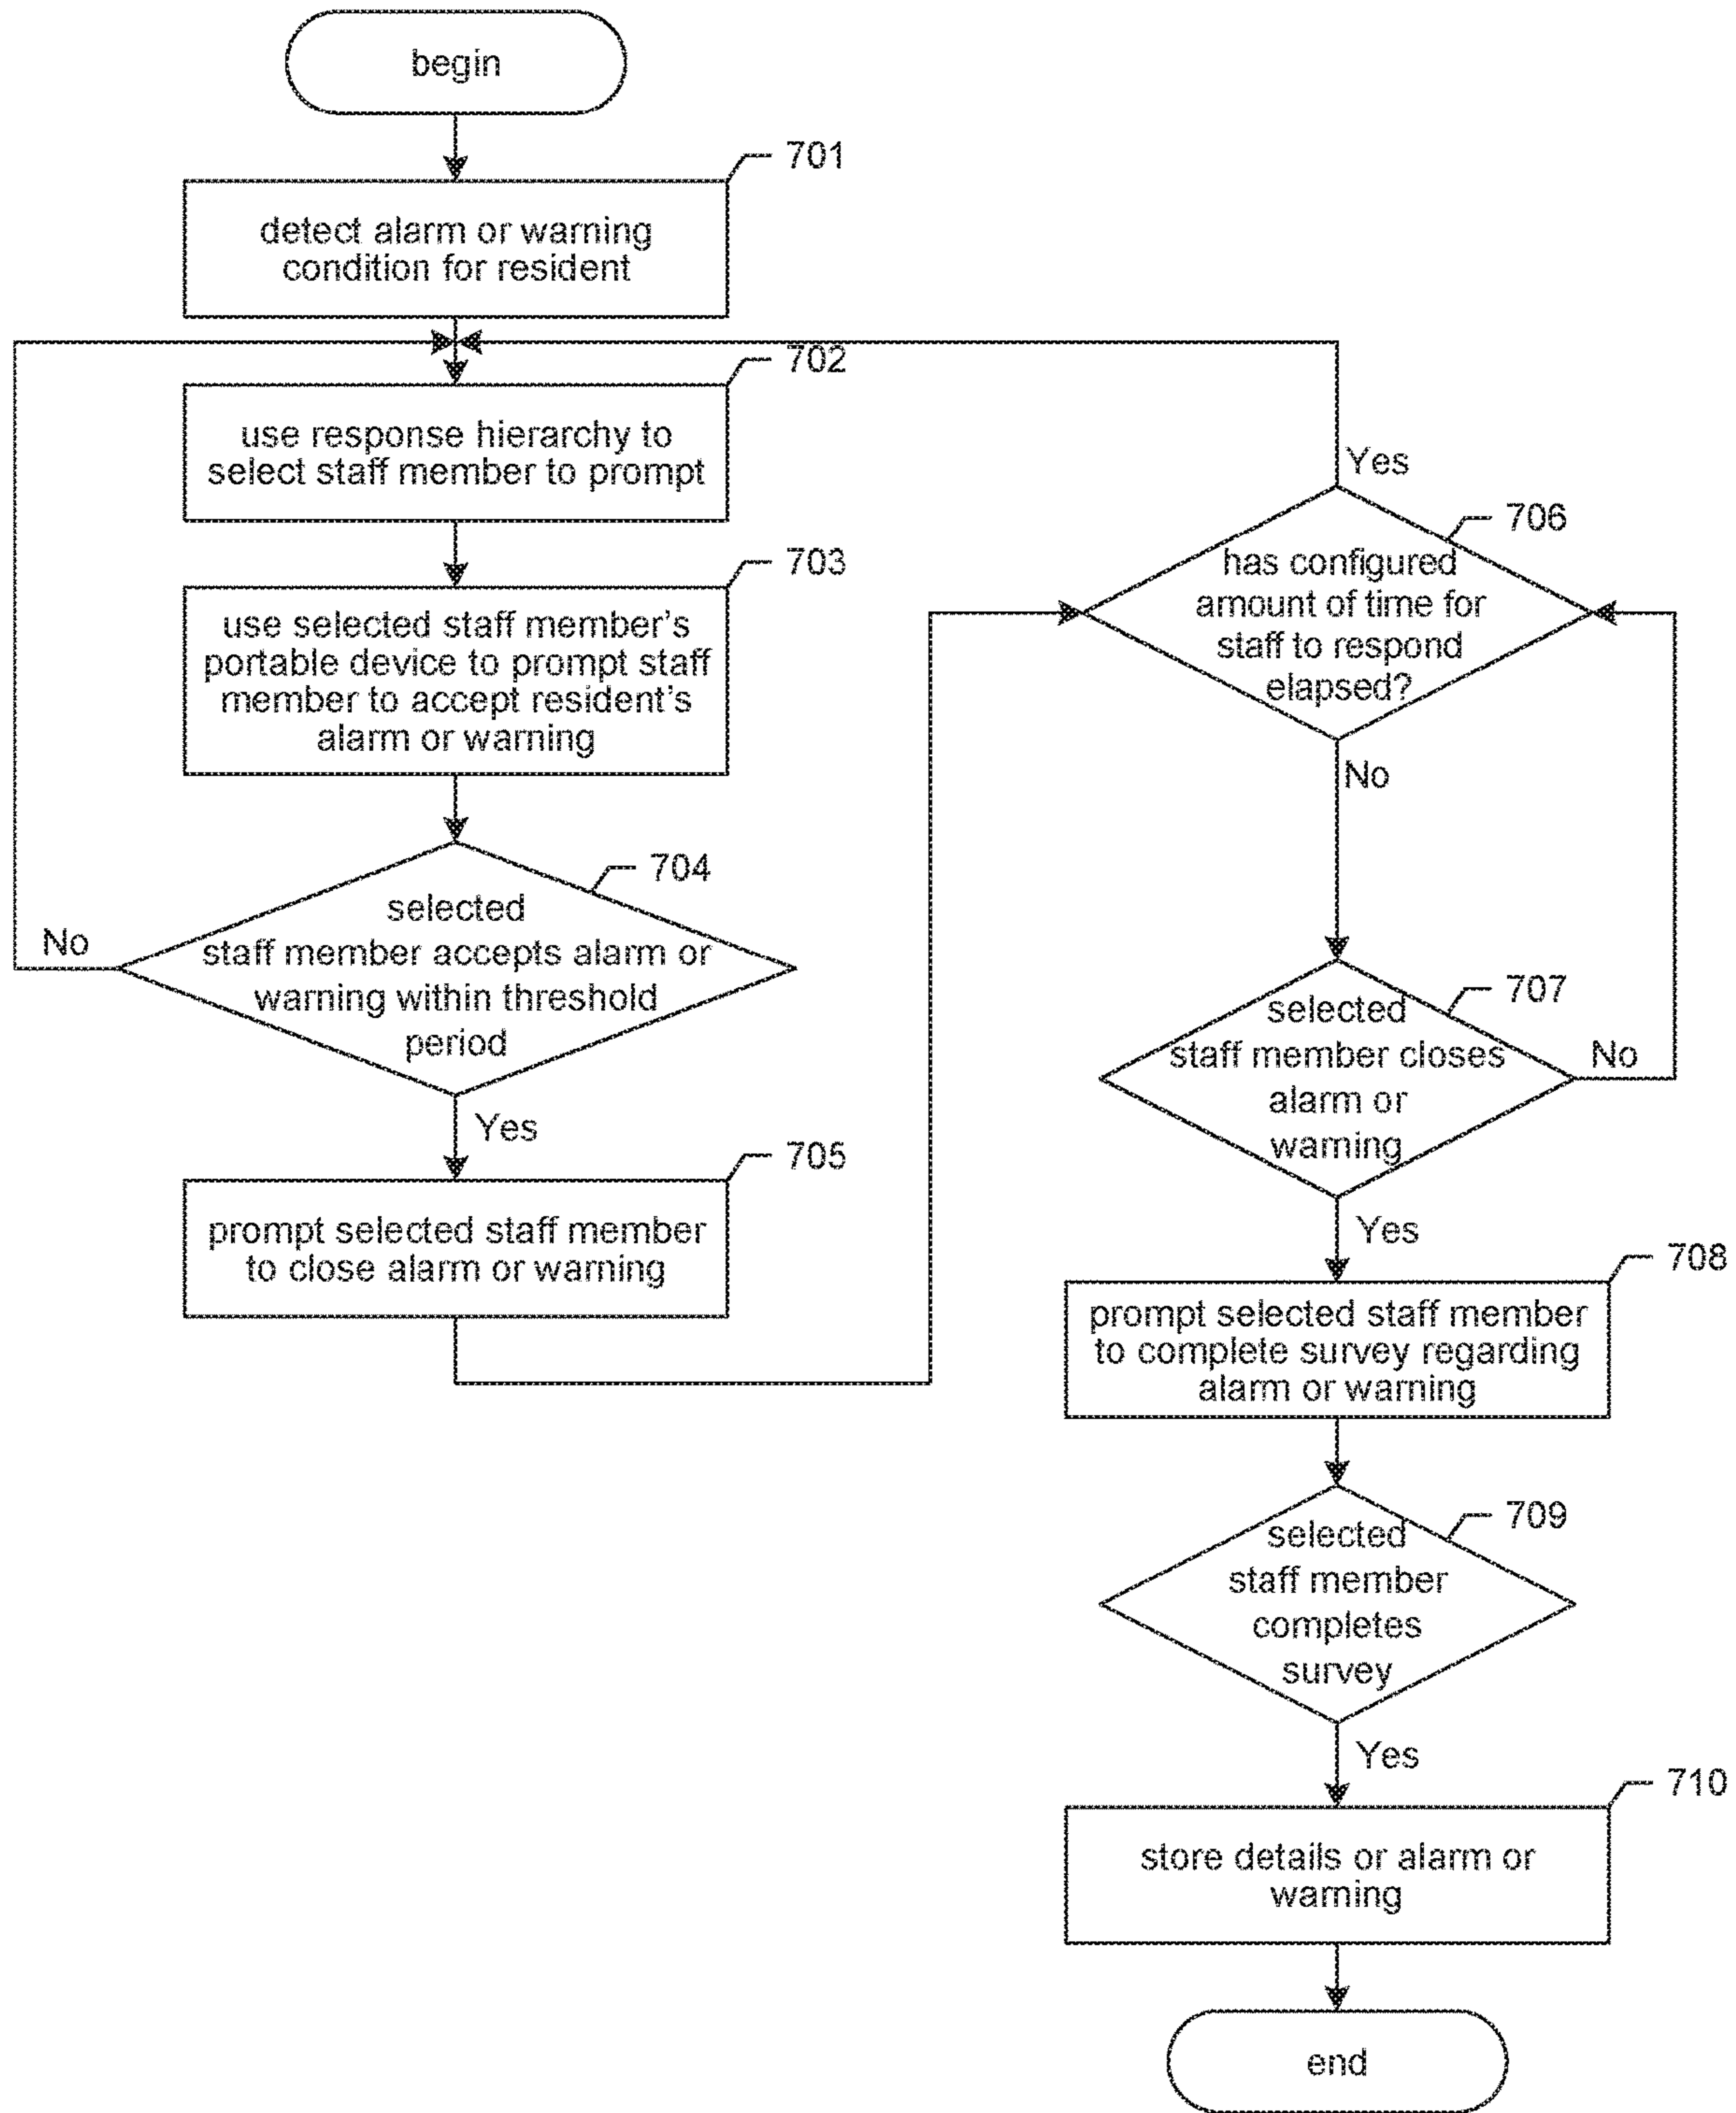 begin
701
detect alarm or warning
condition for resident
702
use response hierarchy to
select staff member to prompt
703
use selected staff member's
portable device to prompt staff
member to accept resident's
alarm or warning
704
selected
staff member accepts alarm or
warning within threshold
period
No
Yes
705
prompt selected staff member
to close alarm or warning
Yes
706
has configured
amount of time for
staff to respond
elapsed?
No
707
selected
staff member closes
alarm or
warning
No
Yes
708
prompt selected staff member
to complete survey regarding
alarm or warning
709
selected
staff member
completes
survey
Yes
710
store details or alarm or
warning
end